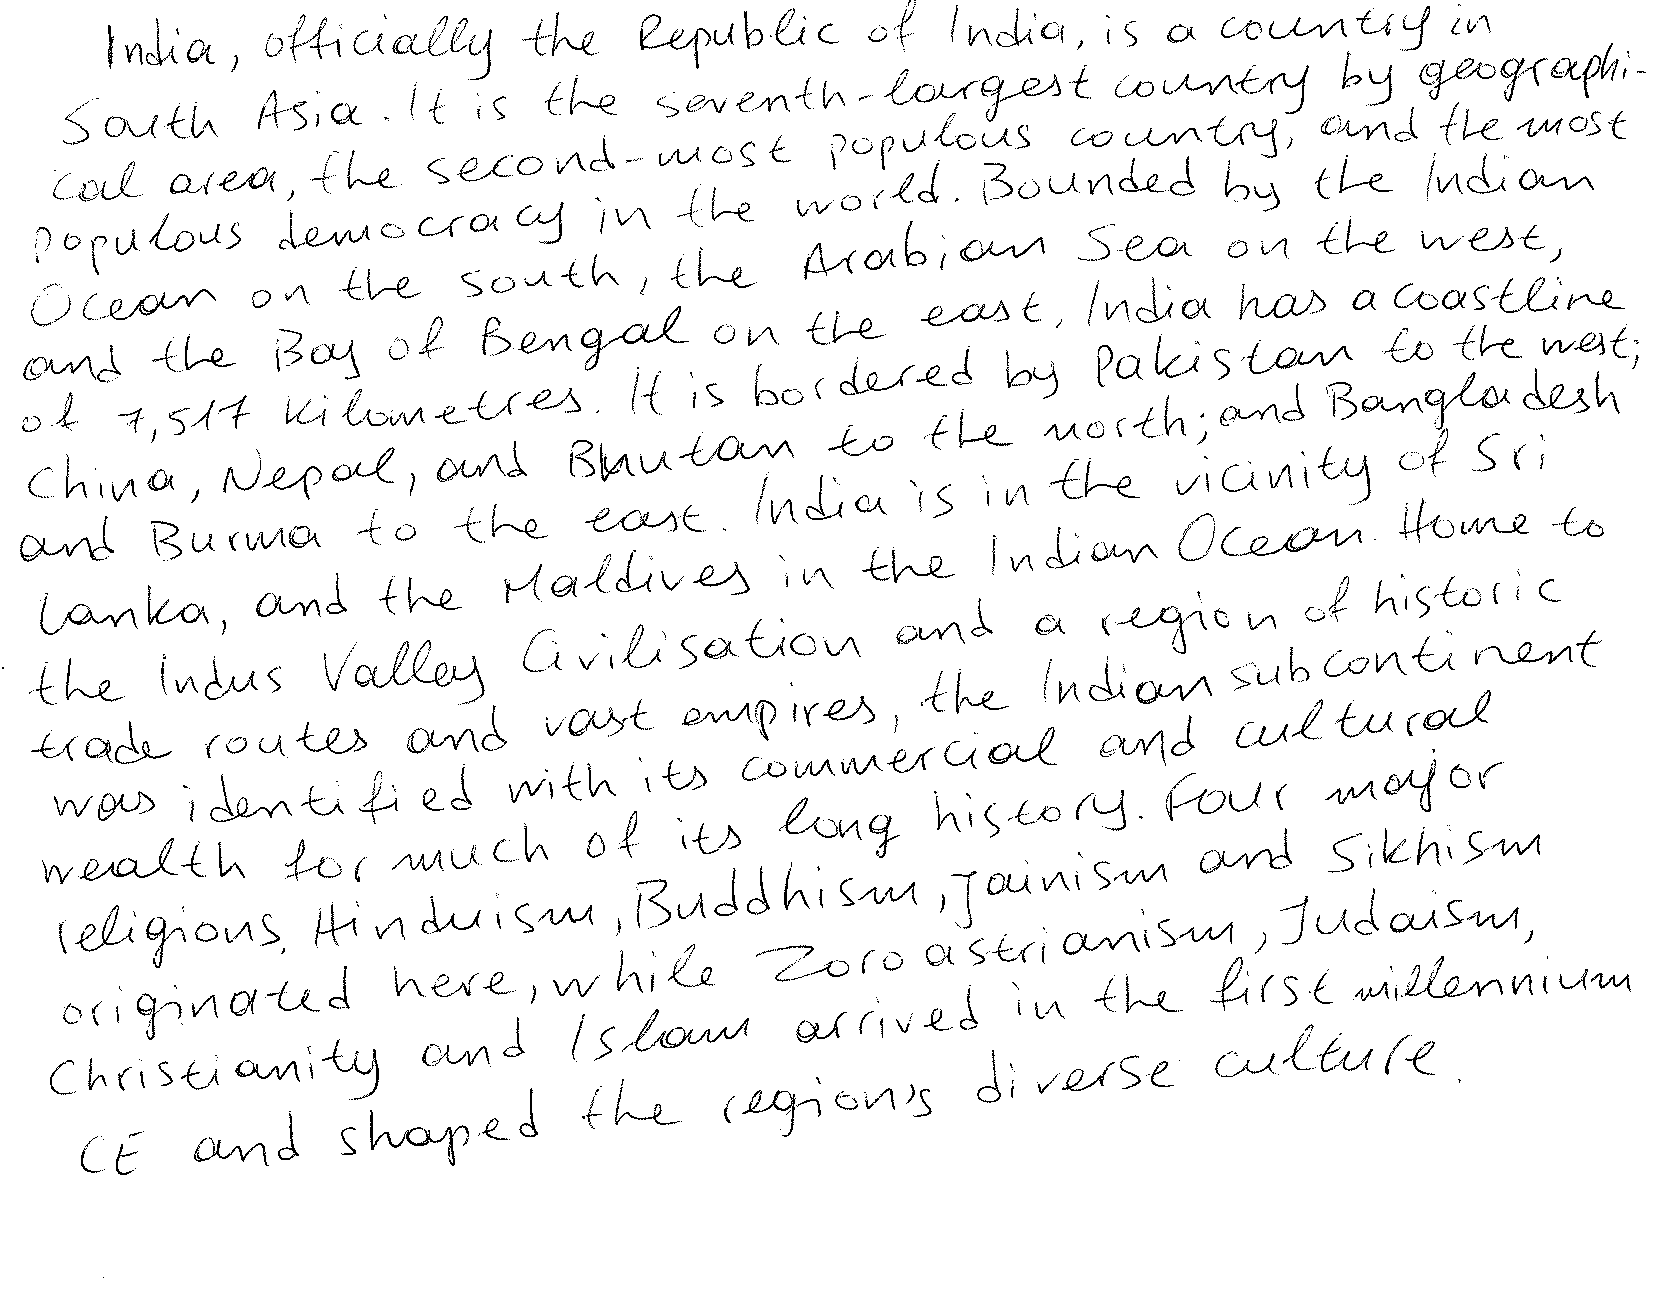 India, officially the Republic of India, is a country in
South Asia. It is the seventh-largest country by geographi-
cal area, the second-most populous country, and the most
populous democracy in the world. Bounded by the Indian
Ocean on the south, the Arabian Sea on the west,
and the Bay of Bengal on the east, India has a coastline
of 7,517 kilometres. It is bordered by Pakistan to the west;
China, Nepal, and Bhutan to the north; and Bangladesh
and Burma to the east. India is in the vicinity of Sri
Lanka, and the Maldives in the Indian Ocean. Home to
the Indus Valley Civilisation and a region of historic
trade routes and vast empires, the Indian subcontinent
was identified with its commercial and cultural
wealth for much of its long history. Four major
religions, Hinduism, Buddhism, Jainism and Sikhism
originated here, while Zoroastrianism, Judaism,
Christianity and Islam arrived in the first millennium
CE and shaped the region's diverse culture.